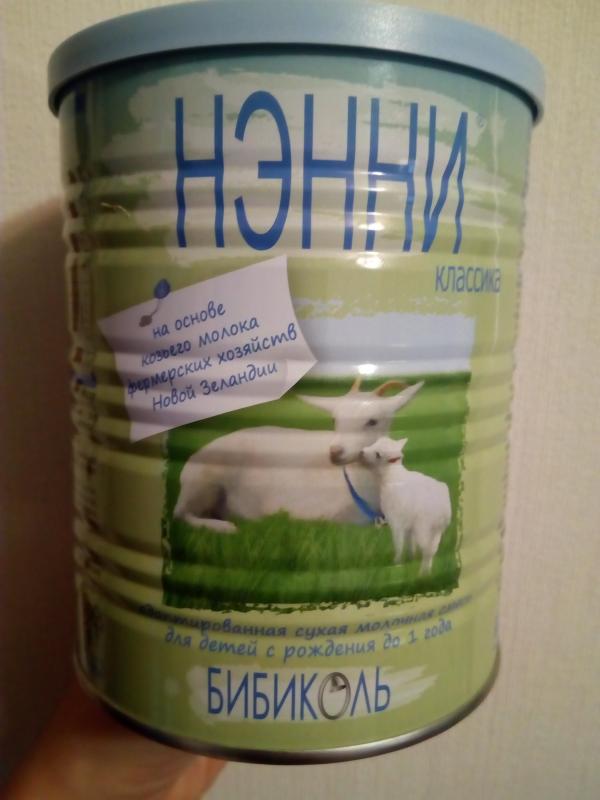 НЭННИ
классика
на основе
козьего молока
фермерских хозяйств
Новой Зеландии
адаптированная сухая молочная смесь
для детей с рождения до 1 года
БИБИКОЛЬ